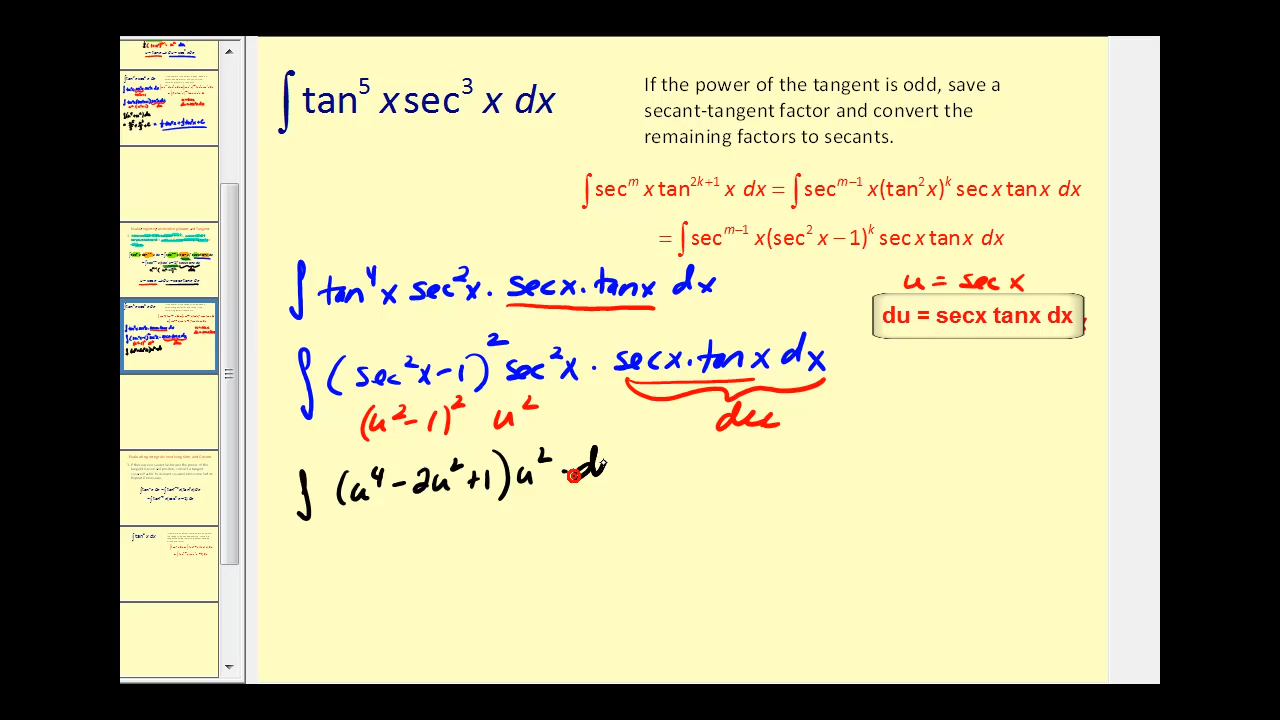 ∫ tan⁵ x sec³ x dx
If the power of the tangent is odd, save a
secant-tangent factor and convert the
remaining factors to secants.
∫ secᵐ x tan²ᵏ⁺¹ x dx = ∫ secᵐ⁻¹ x(tan² x)ᵏ sec x tan x dx
= ∫ secᵐ⁻¹ x(sec² x − 1)ᵏ sec x tan x dx
∫ tan⁴x sec²x · secx · tanx dx
u = sec x
du = secx tanx dx
∫ (sec²x − 1)² sec²x · secx · tanx dx
(u² − 1)² u² du
∫ (u⁴ − 2u² + 1) u² · d